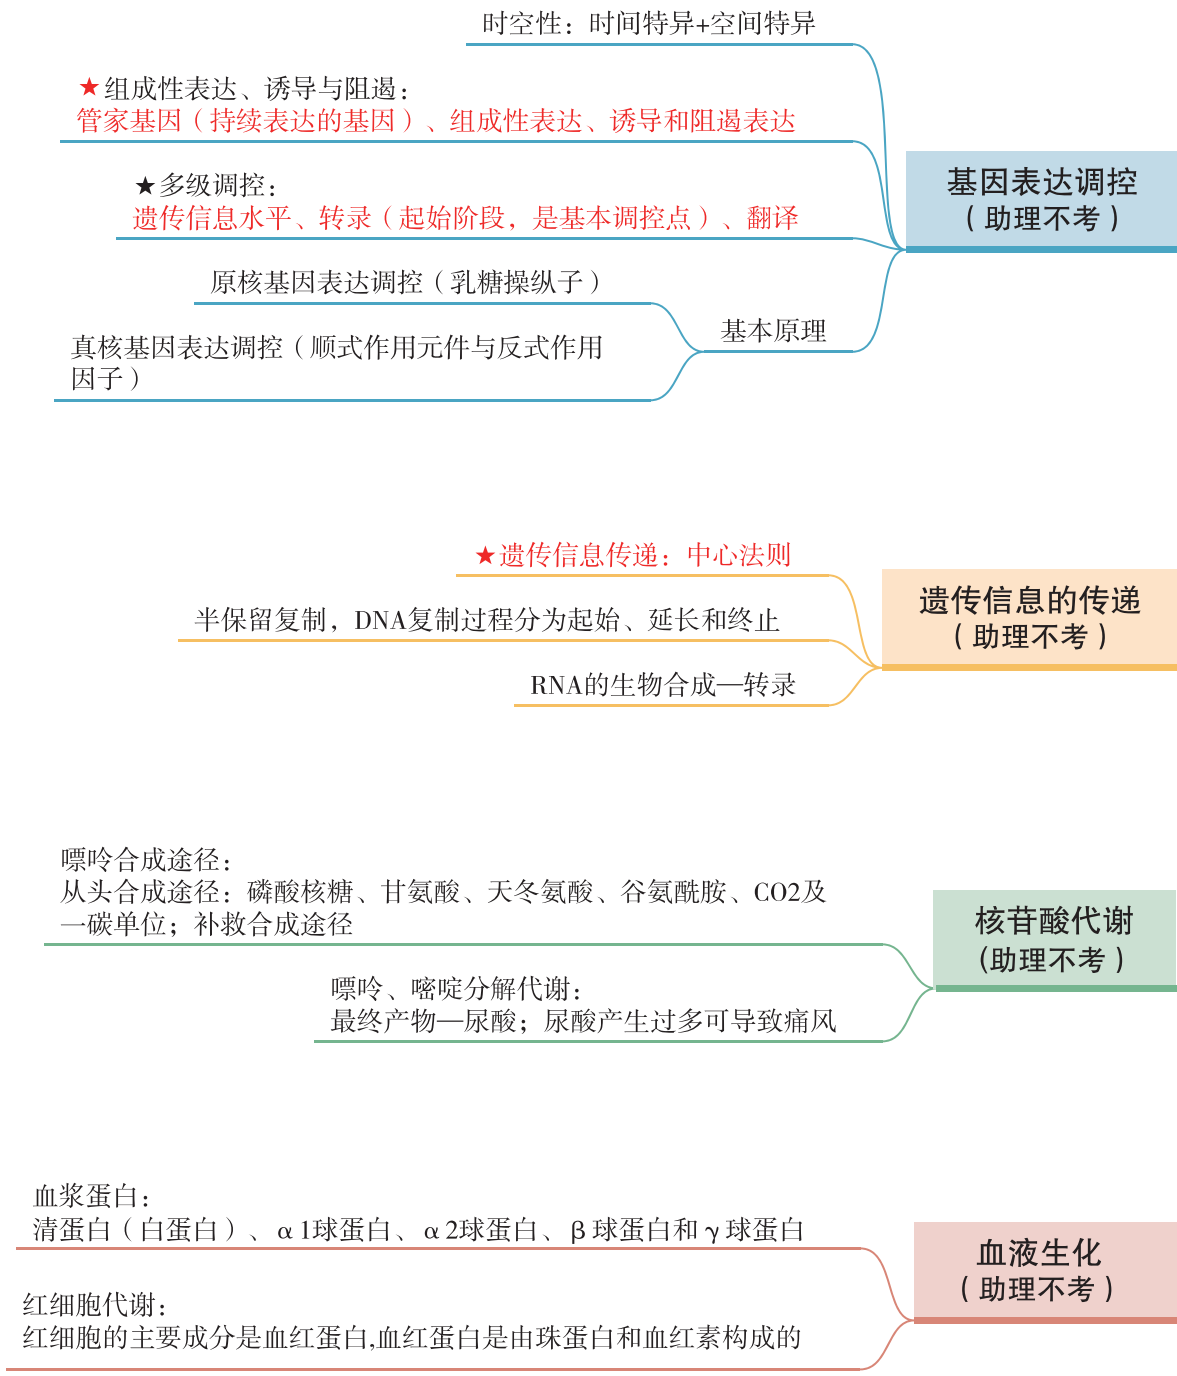 时空性：时间特异+空间特异
★组成性表达、诱导与阻遏：
管家基因（持续表达的基因）、组成性表达、诱导和阻遏表达
★多级调控：
遗传信息水平、转录（起始阶段，是基本调控点）、翻译
原核基因表达调控（乳糖操纵子）
真核基因表达调控（顺式作用元件与反式作用
因子）
基本原理
基因表达调控
（助理不考）
★遗传信息传递：中心法则
半保留复制，DNA复制过程分为起始、延长和终止
RNA的生物合成—转录
遗传信息的传递
（助理不考）
嘌呤合成途径：
从头合成途径：磷酸核糖、甘氨酸、天冬氨酸、谷氨酰胺、CO2及
一碳单位；补救合成途径
嘌呤、嘧啶分解代谢：
最终产物—尿酸；尿酸产生过多可导致痛风
核苷酸代谢
(助理不考）
血浆蛋白：
清蛋白（白蛋白）、α1球蛋白、α2球蛋白、β球蛋白和γ球蛋白
红细胞代谢：
红细胞的主要成分是血红蛋白,血红蛋白是由珠蛋白和血红素构成的
血液生化
（助理不考）